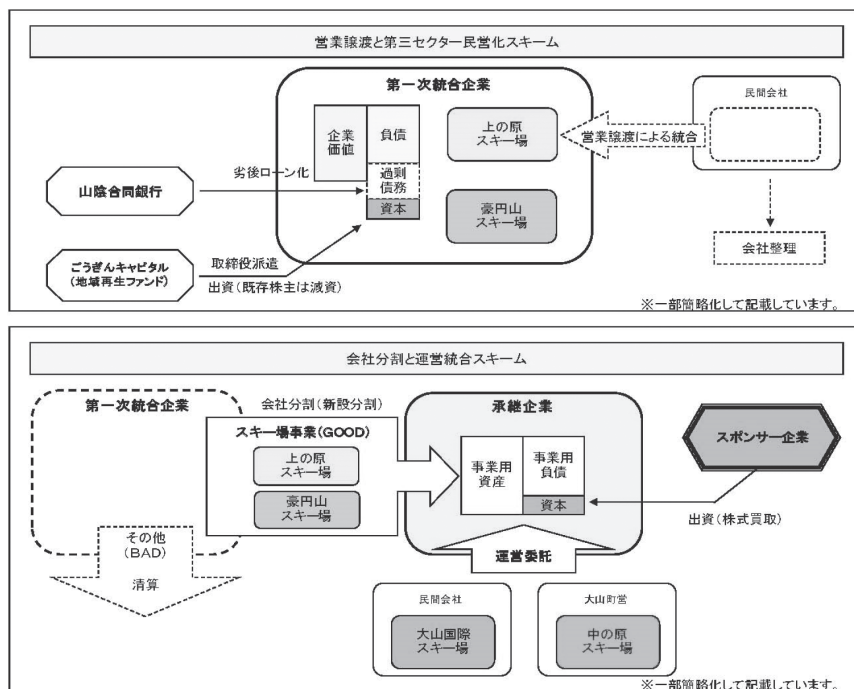 営業譲渡と第三セクター民営化スキーム
第一次統合企業
民間会社
企業
価値
負債
過剰
債務
資本
上の原
スキー場
豪円山
スキー場
営業譲渡による統合
劣後ローン化
山陰合同銀行
会社整理
ごうぎんキャピタル
(地域再生ファンド)
取締役派遣
出資(既存株主は減資)
※一部簡略化して記載しています。
会社分割と運営統合スキーム
第一次統合企業
会社分割(新設分割)
スキー場事業(GOOD)
上の原
スキー場
豪円山
スキー場
その他
(BAD)
清算
承継企業
事業用
資産
事業用
負債
資本
スポンサー企業
出資(株式買取)
運営委託
民間会社
大山国際
スキー場
大山町営
中の原
スキー場
※一部簡略化して記載しています。